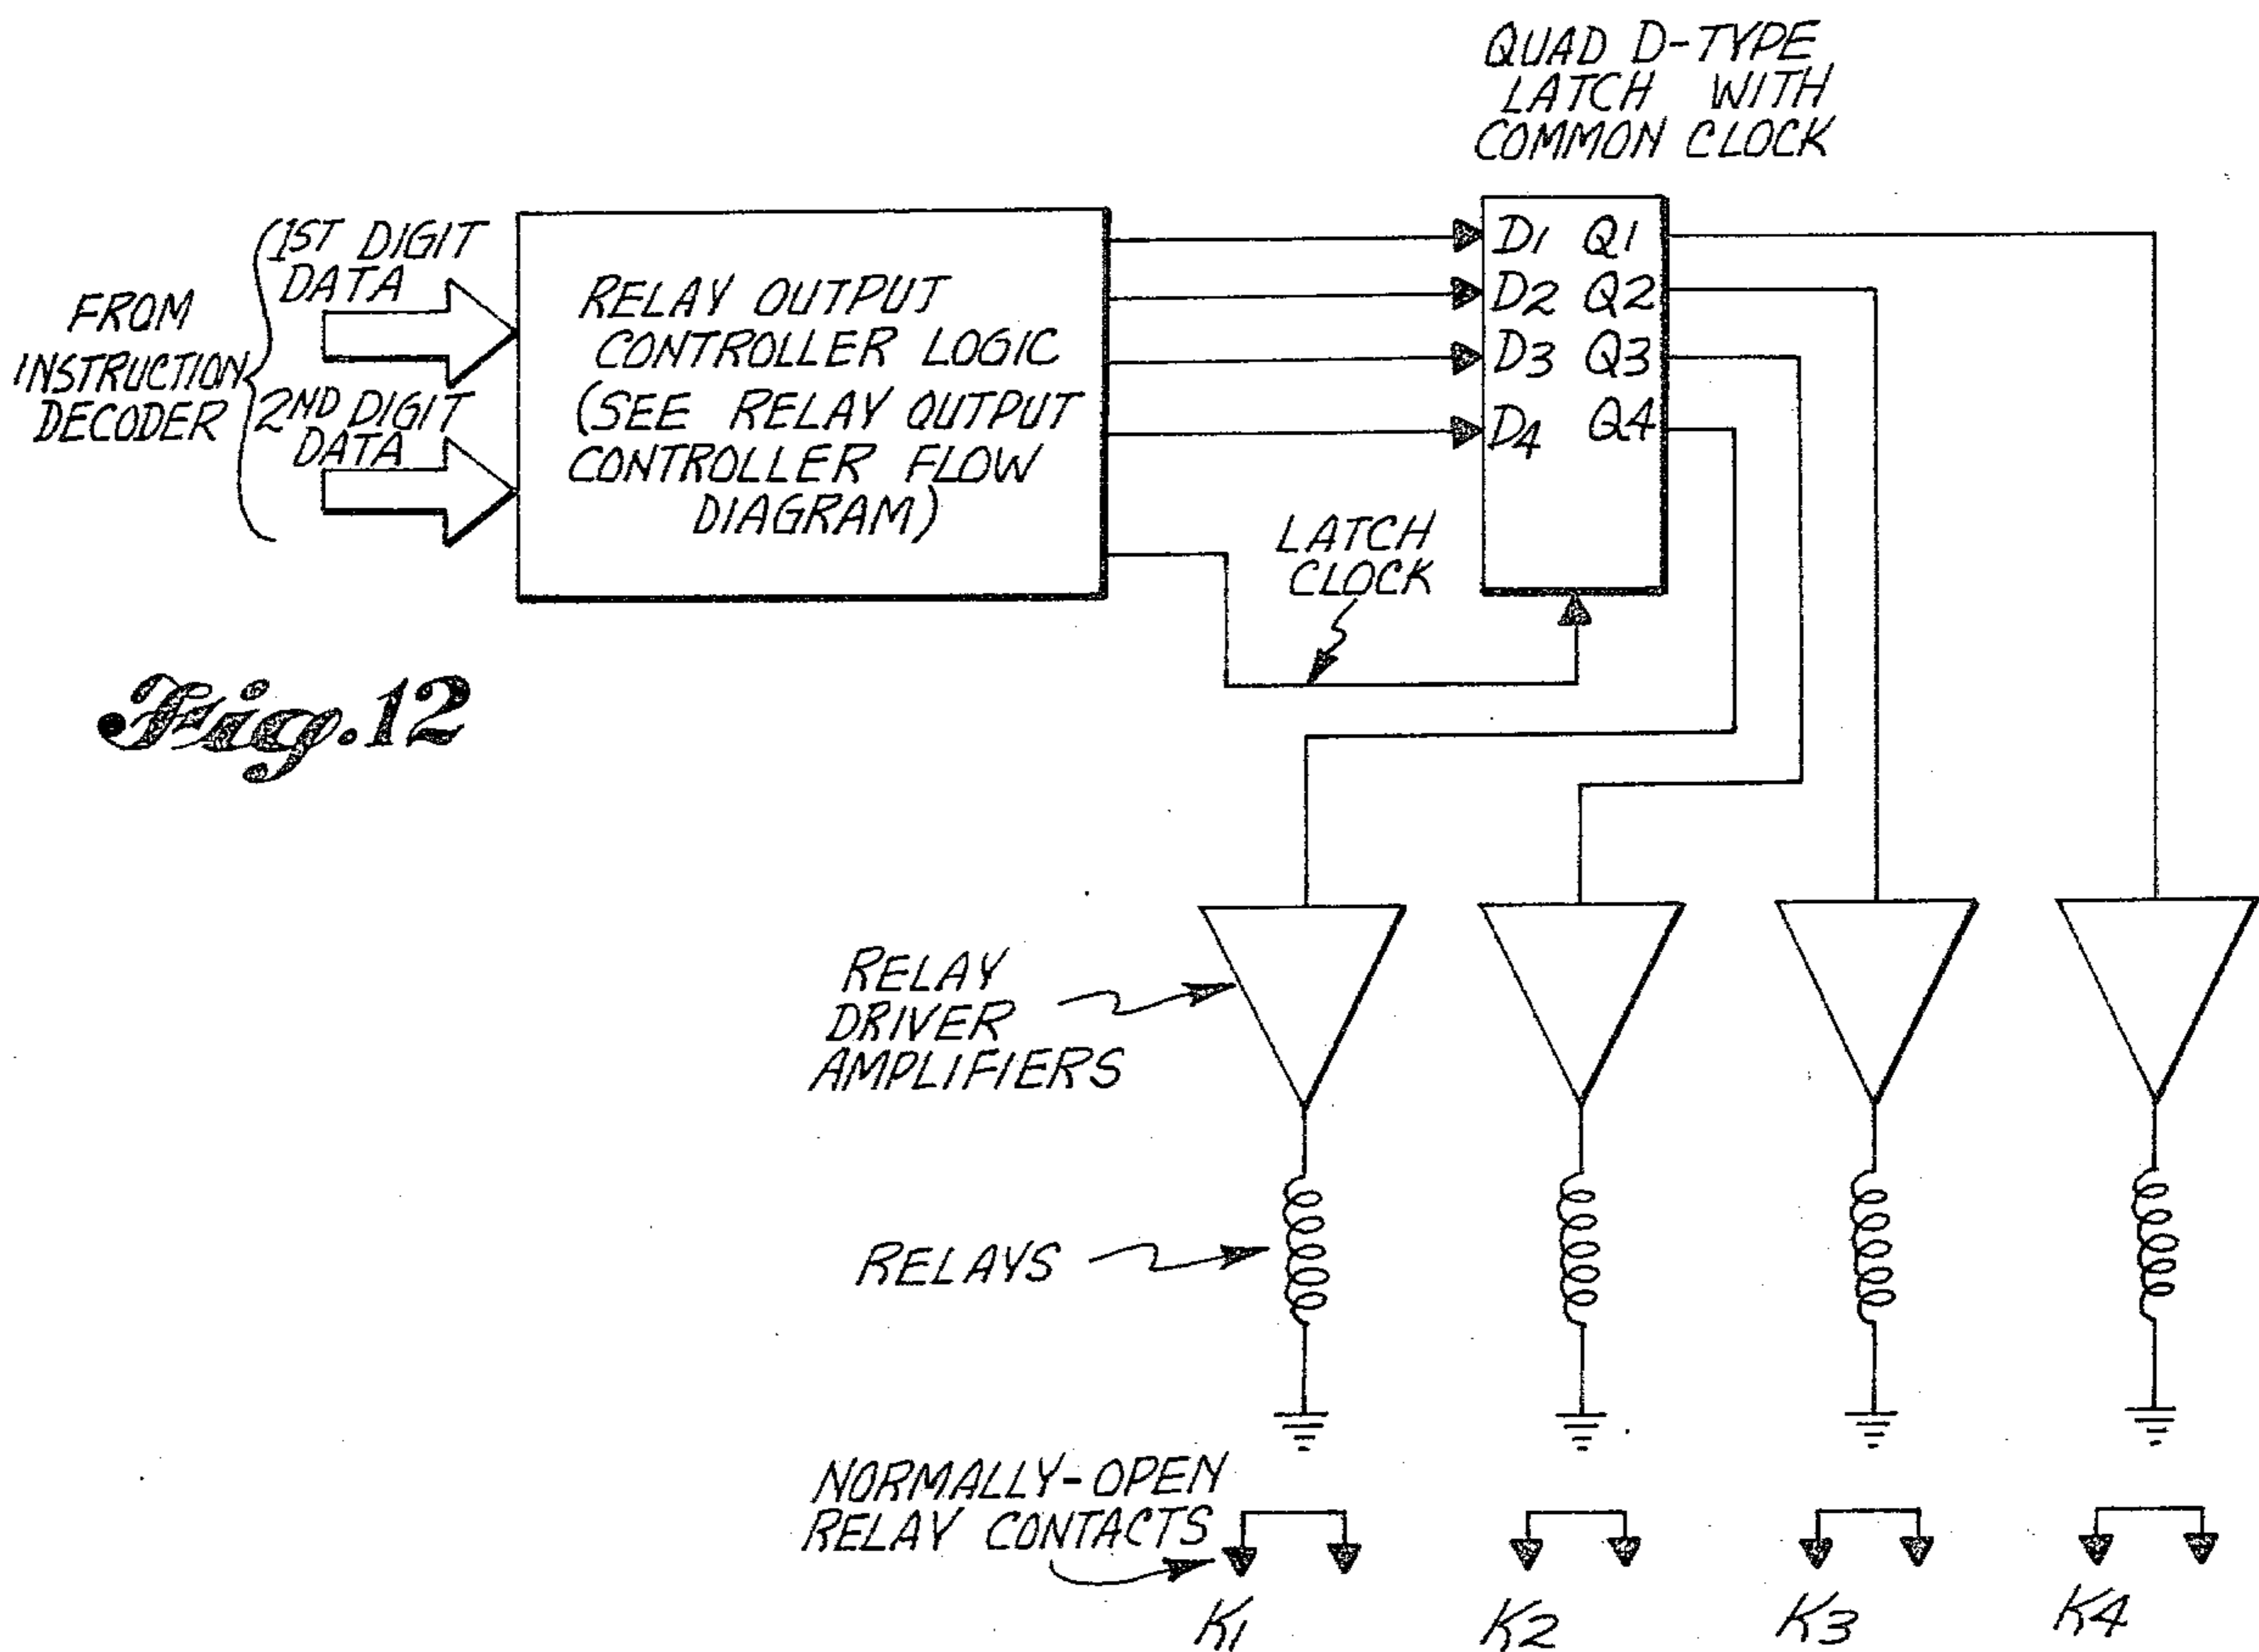 QUAD D-TYPE
LATCH WITH
COMMON CLOCK
FROM
INSTRUCTION
DECODER
1ST DIGIT
DATA
2ND DIGIT
DATA
RELAY OUTPUT
CONTROLLER LOGIC
(SEE RELAY OUTPUT
CONTROLLER FLOW
DIAGRAM)
D1 Q1
D2 Q2
D3 Q3
D4 Q4
LATCH
CLOCK
Fig. 12
RELAY
DRIVER
AMPLIFIERS
RELAYS
NORMALLY-OPEN
RELAY CONTACTS
K1 K2 K3 K4